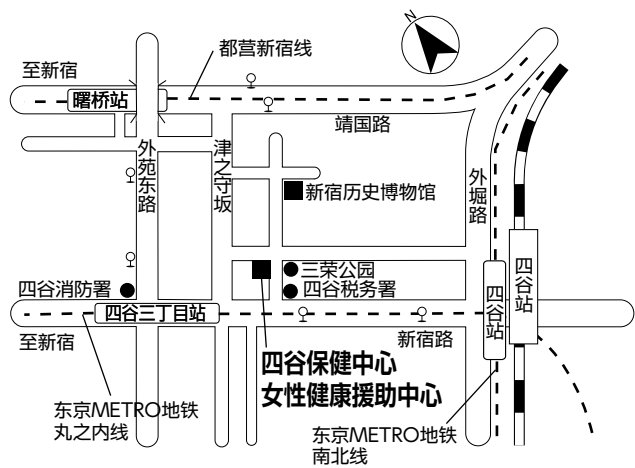 N
都营新宿线
至新宿
曙桥站
靖国路
外苑东路
津之守坂
外堀路
新宿历史博物馆
三荣公园
四谷税务署
四谷消防署
四谷三丁目站
四谷站
四谷站
至新宿
新宿路
四谷保健中心
女性健康援助中心
东京METRO地铁
丸之内线
东京METRO地铁
南北线